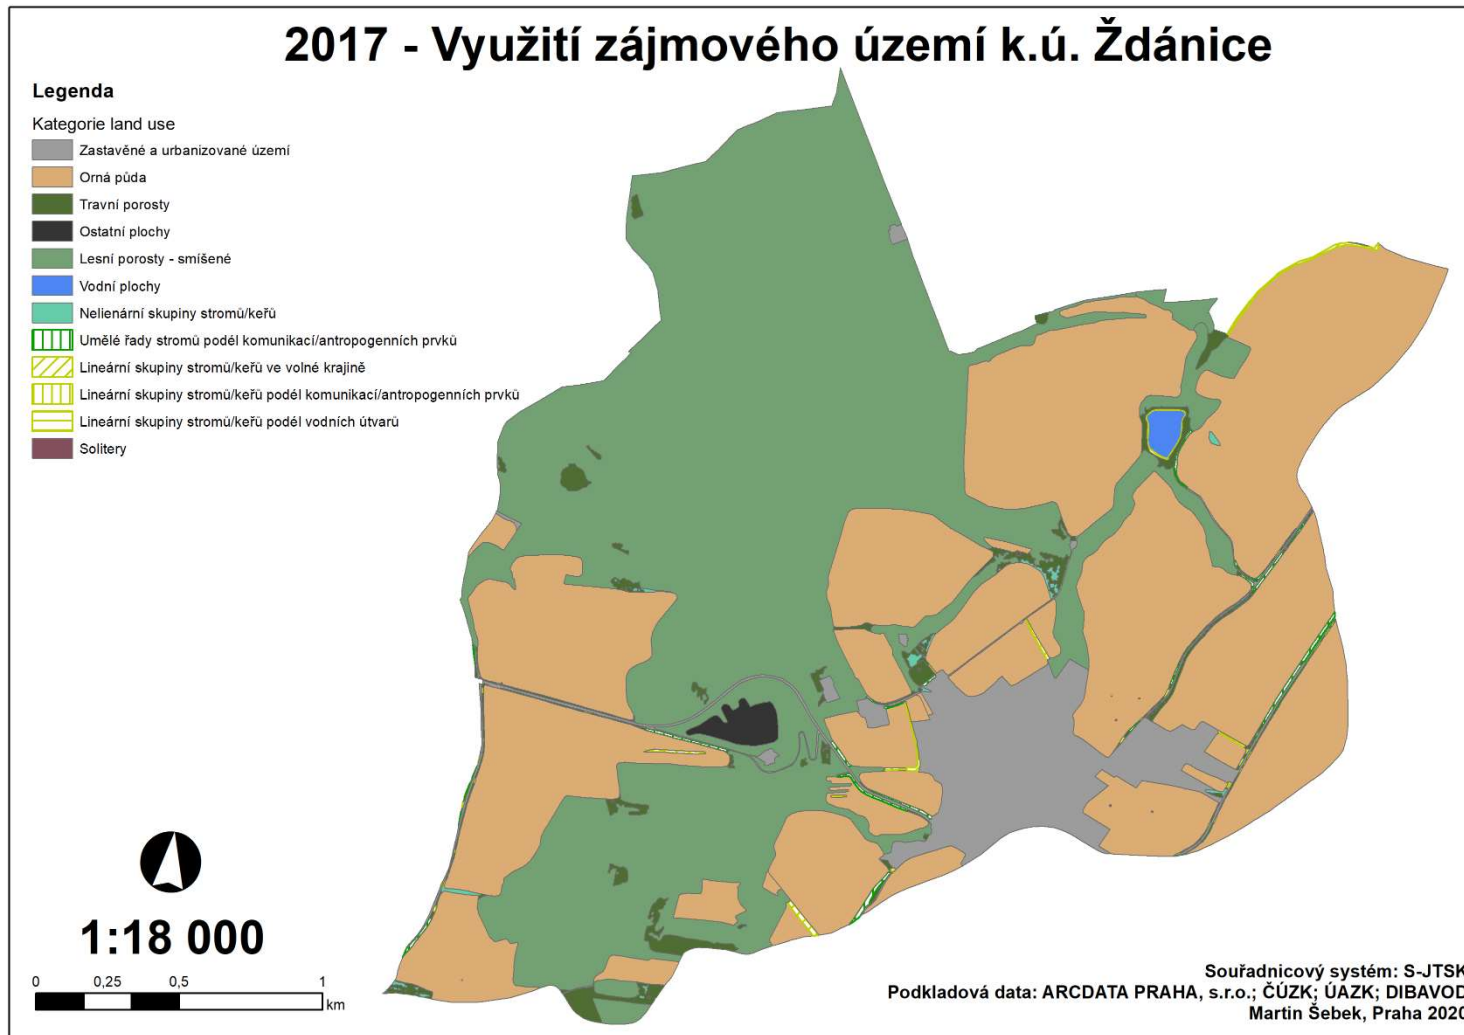 2017 - Využití zájmového území k.ú. Ždánice
Legenda
Kategorie land use
Zastavěné a urbanizované území
Orná půda
Travní porosty
Ostatní plochy
Lesní porosty - smíšené
Vodní plochy
Nelienární skupiny stromů/keřů
Umělé řady stromů podél komunikací/antropogenních prvků
Lineární skupiny stromů/keřů ve volné krajině
Lineární skupiny stromů/keřů podél komunikací/antropogenních prvků
Lineární skupiny stromů/keřů podél vodních útvarů
Solitery
1:18 000
0 0,25 0,5 1
km
Souřadnicový systém: S-JTSK
Podkladová data: ARCDATA PRAHA, s.r.o.; ČÚZK; ÚAZK; DIBAVOD
Martin Šebek, Praha 2020